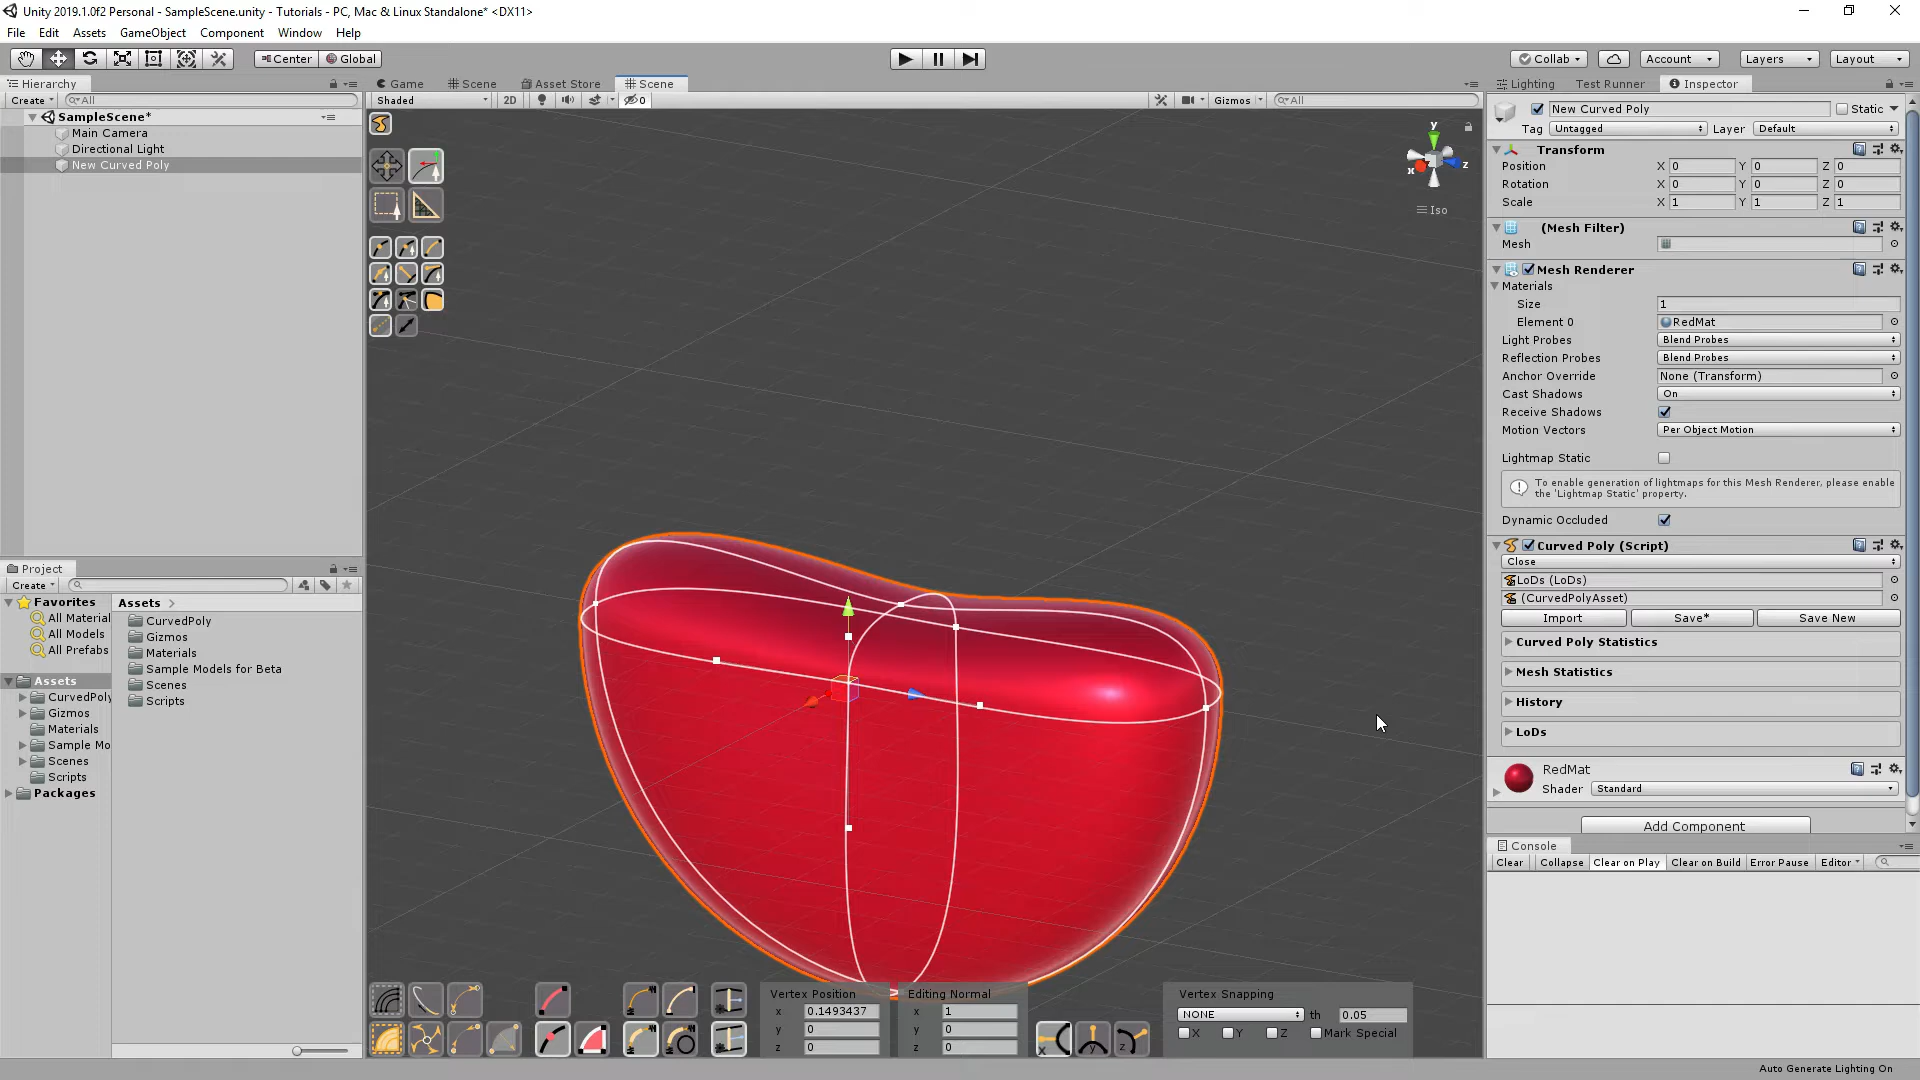 Unity 2019.1.0f2 Personal - SampleScene.unity - Tutorials - PC, Mac & Linux Standalone* <DX11>
File Edit Assets GameObject Component Window Help
Center Global Collab Account Layers Layout
Hierarchy Game Scene Asset Store Scene Lighting Test Runner Inspector
Create All Shaded 2D 0 Gizmos All
SampleScene*
Main Camera
Directional Light
New Curved Poly
y
x
z
Iso
New Curved Poly Static
Tag Untagged Layer Default
Transform
Position X 0 Y 0 Z 0
Rotation X 0 Y 0 Z 0
Scale X 1 Y 1 Z 1
(Mesh Filter)
Mesh
Mesh Renderer
Materials
Size 1
Element 0 RedMat
Light Probes Blend Probes
Reflection Probes Blend Probes
Anchor Override None (Transform)
Cast Shadows On
Receive Shadows
Motion Vectors Per Object Motion
Lightmap Static
To enable generation of lightmaps for this Mesh Renderer, please enable
the 'Lightmap Static' property.
Dynamic Occluded
Curved Poly (Script)
Close
LoDs (LoDs)
(CurvedPolyAsset)
Import Save* Save New
Curved Poly Statistics
Mesh Statistics
History
LoDs
RedMat
Shader Standard
Add Component
Project
Create
Favorites
All Material
All Models
All Prefabs
Assets
CurvedPoly
Gizmos
Materials
Sample Mo
Scenes
Scripts
Packages
Assets
CurvedPoly
Gizmos
Materials
Sample Models for Beta
Scenes
Scripts
Vertex Position
x 0.1493437
y 0
z 0
Editing Normal
x 1
y 0
z 0
x y z
Vertex Snapping
NONE th 0.05
X Y Z Mark Special
Console
Clear Collapse Clear on Play Clear on Build Error Pause Editor
Auto Generate Lighting On